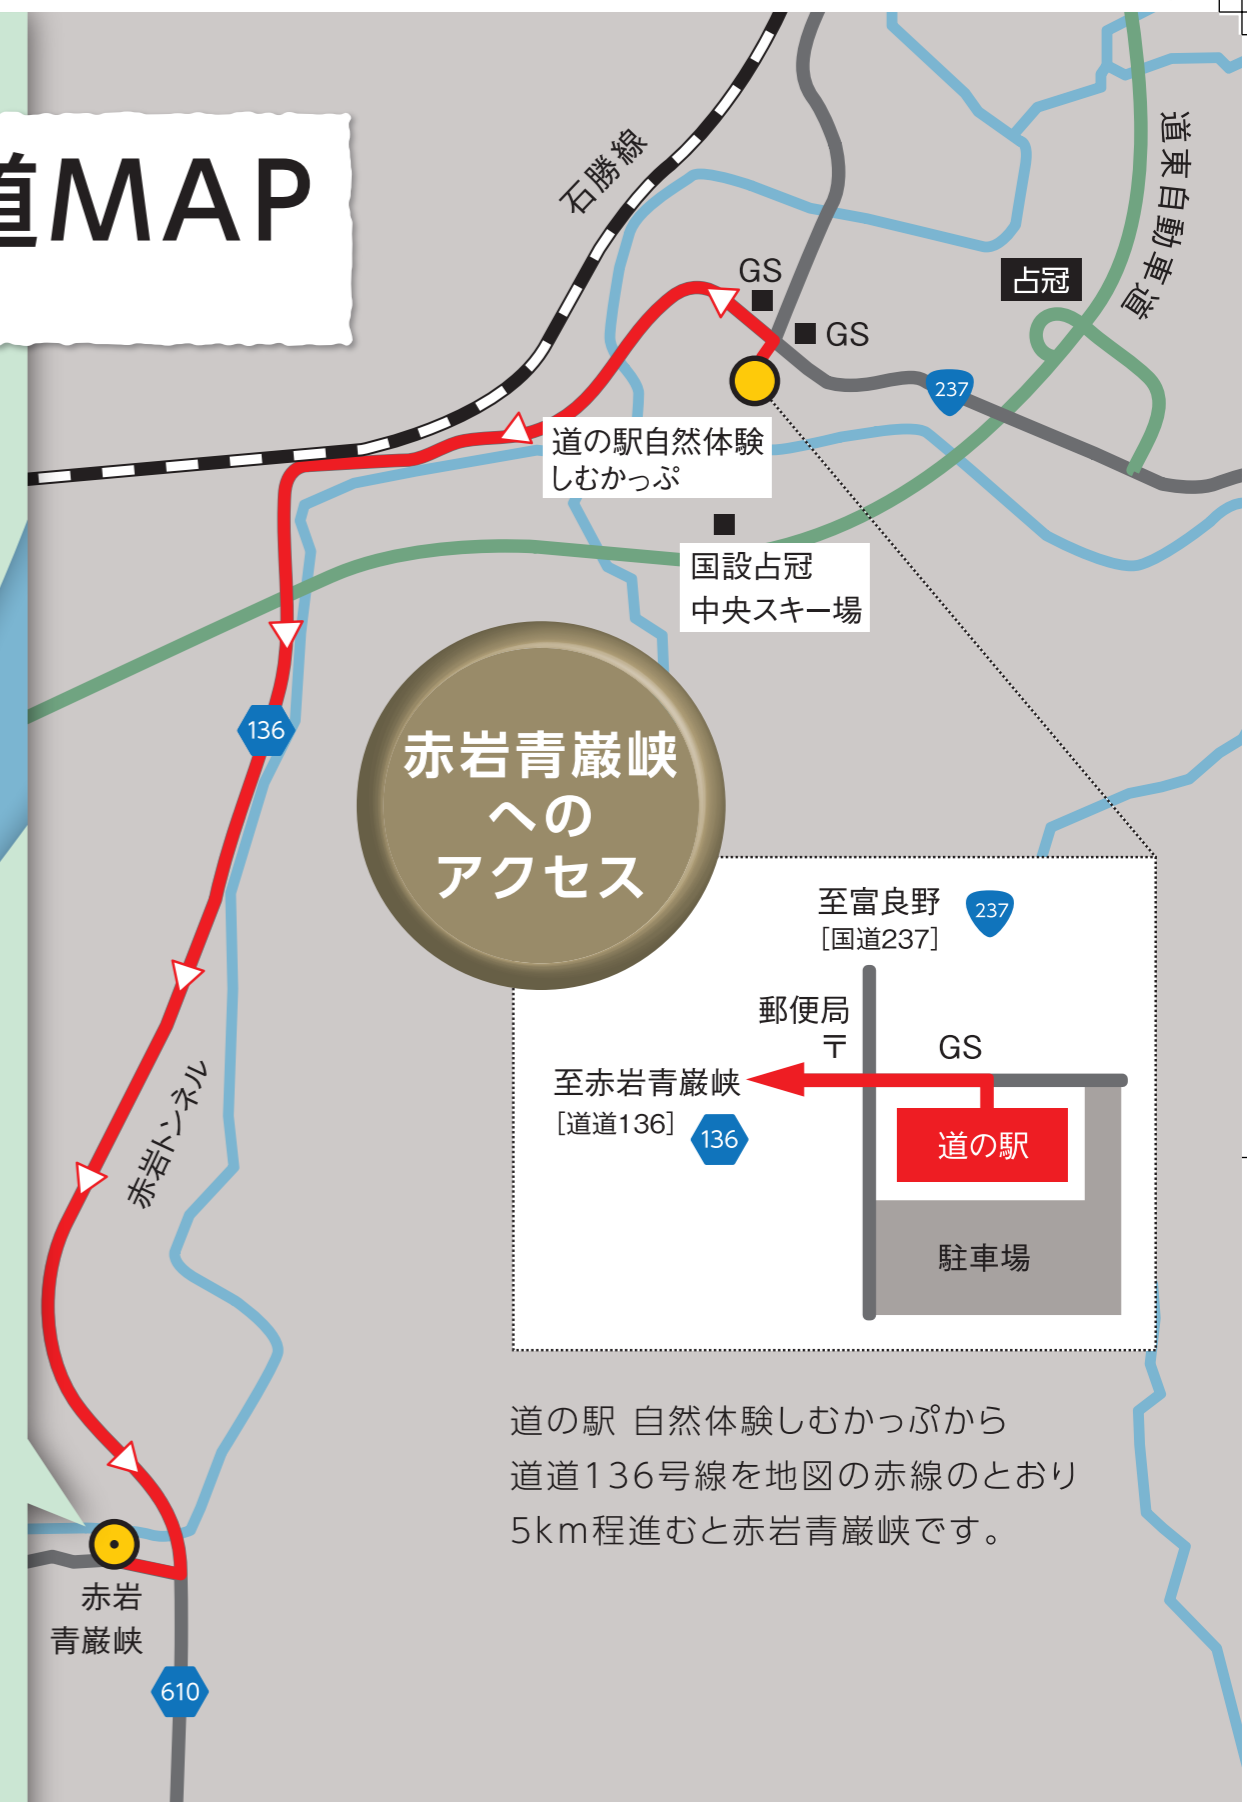 道MAP
石勝線
道東自動車道
GS
占冠
GS
237
道の駅自然体験
しむかっぷ
国設占冠
中央スキー場
136
赤岩青巌峡
への
アクセス
至富良野
237
[国道237]
郵便局
〒
GS
至赤岩青巌峡
[道道136]
136
道の駅
駐車場
赤岩トンネル
道の駅 自然体験しむかっぷから
道道136号線を地図の赤線のとおり
5km程進むと赤岩青巌峡です。
赤岩
青巌峡
610